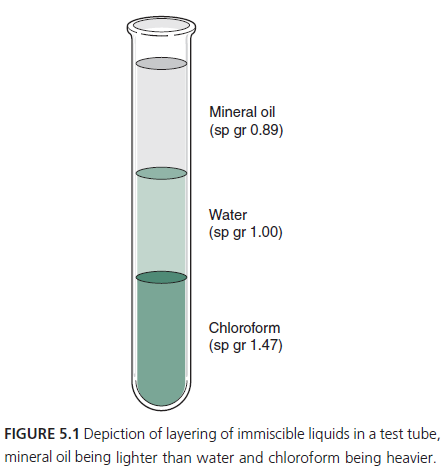 Mineral oil
(sp gr 0.89)
Water
(sp gr 1.00)
Chloroform
(sp gr 1.47)
FIGURE 5.1 Depiction of layering of immiscible liquids in a test tube,
mineral oil being lighter than water and chloroform being heavier.